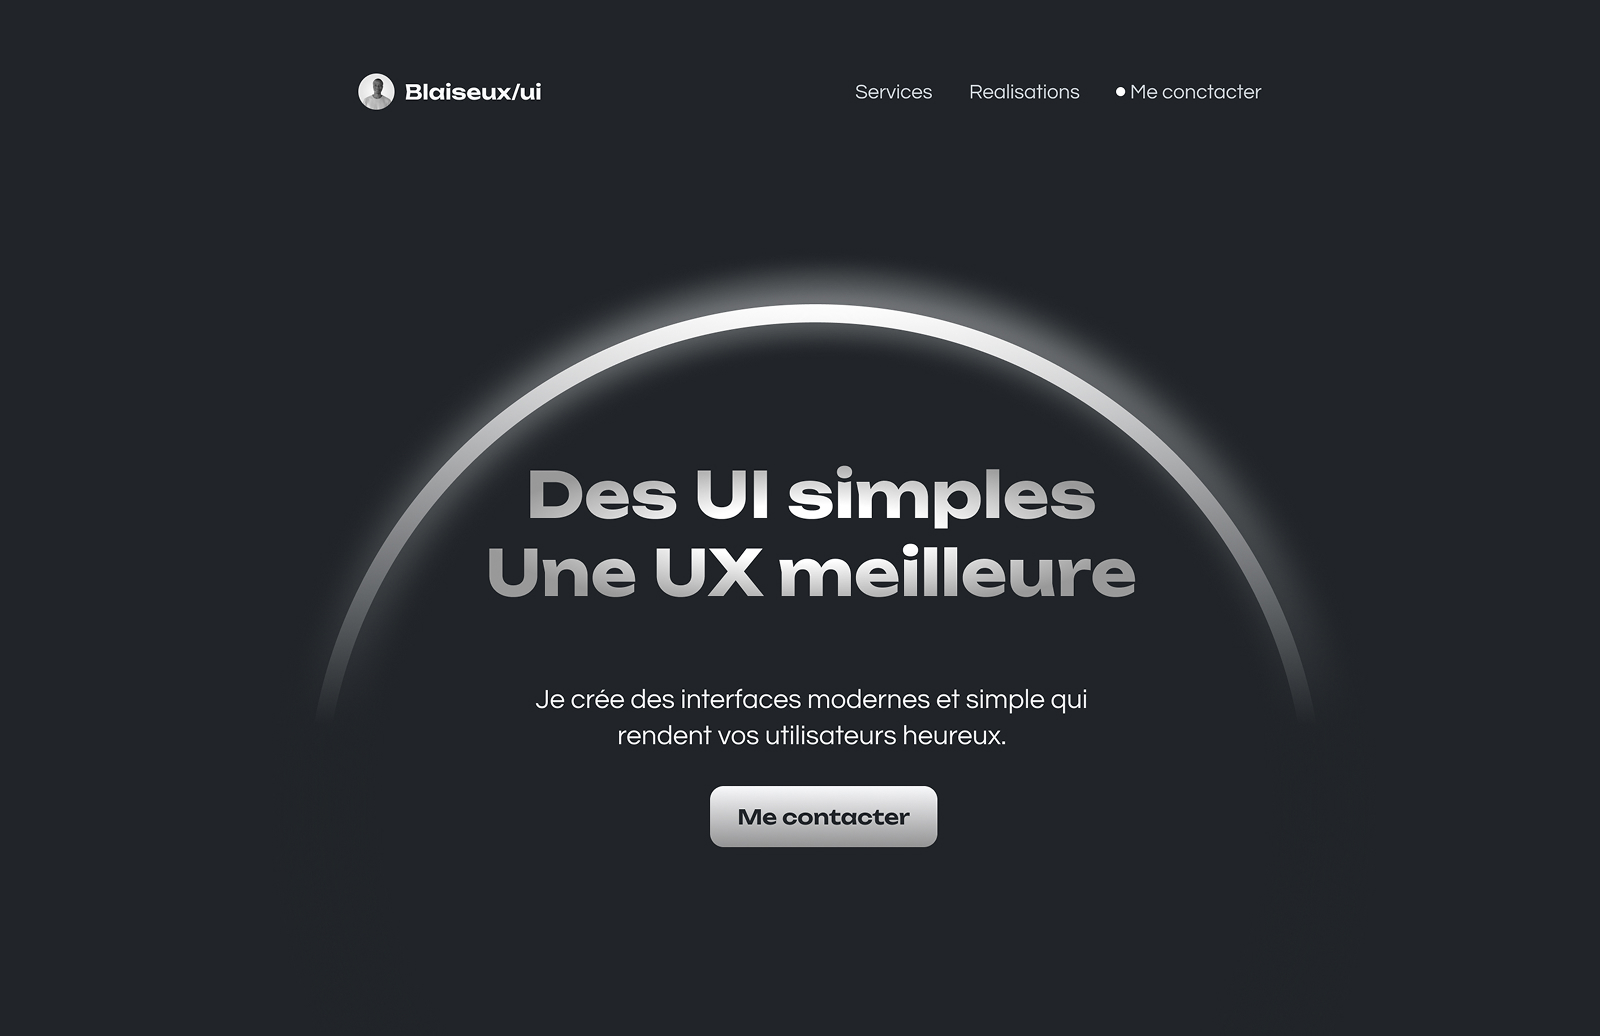 Blaiseux/ui
Services
Realisations
Me conctacter
Des UI simples
Une UX meilleure
Je crée des interfaces modernes et simple qui
rendent vos utilisateurs heureux.
Me contacter